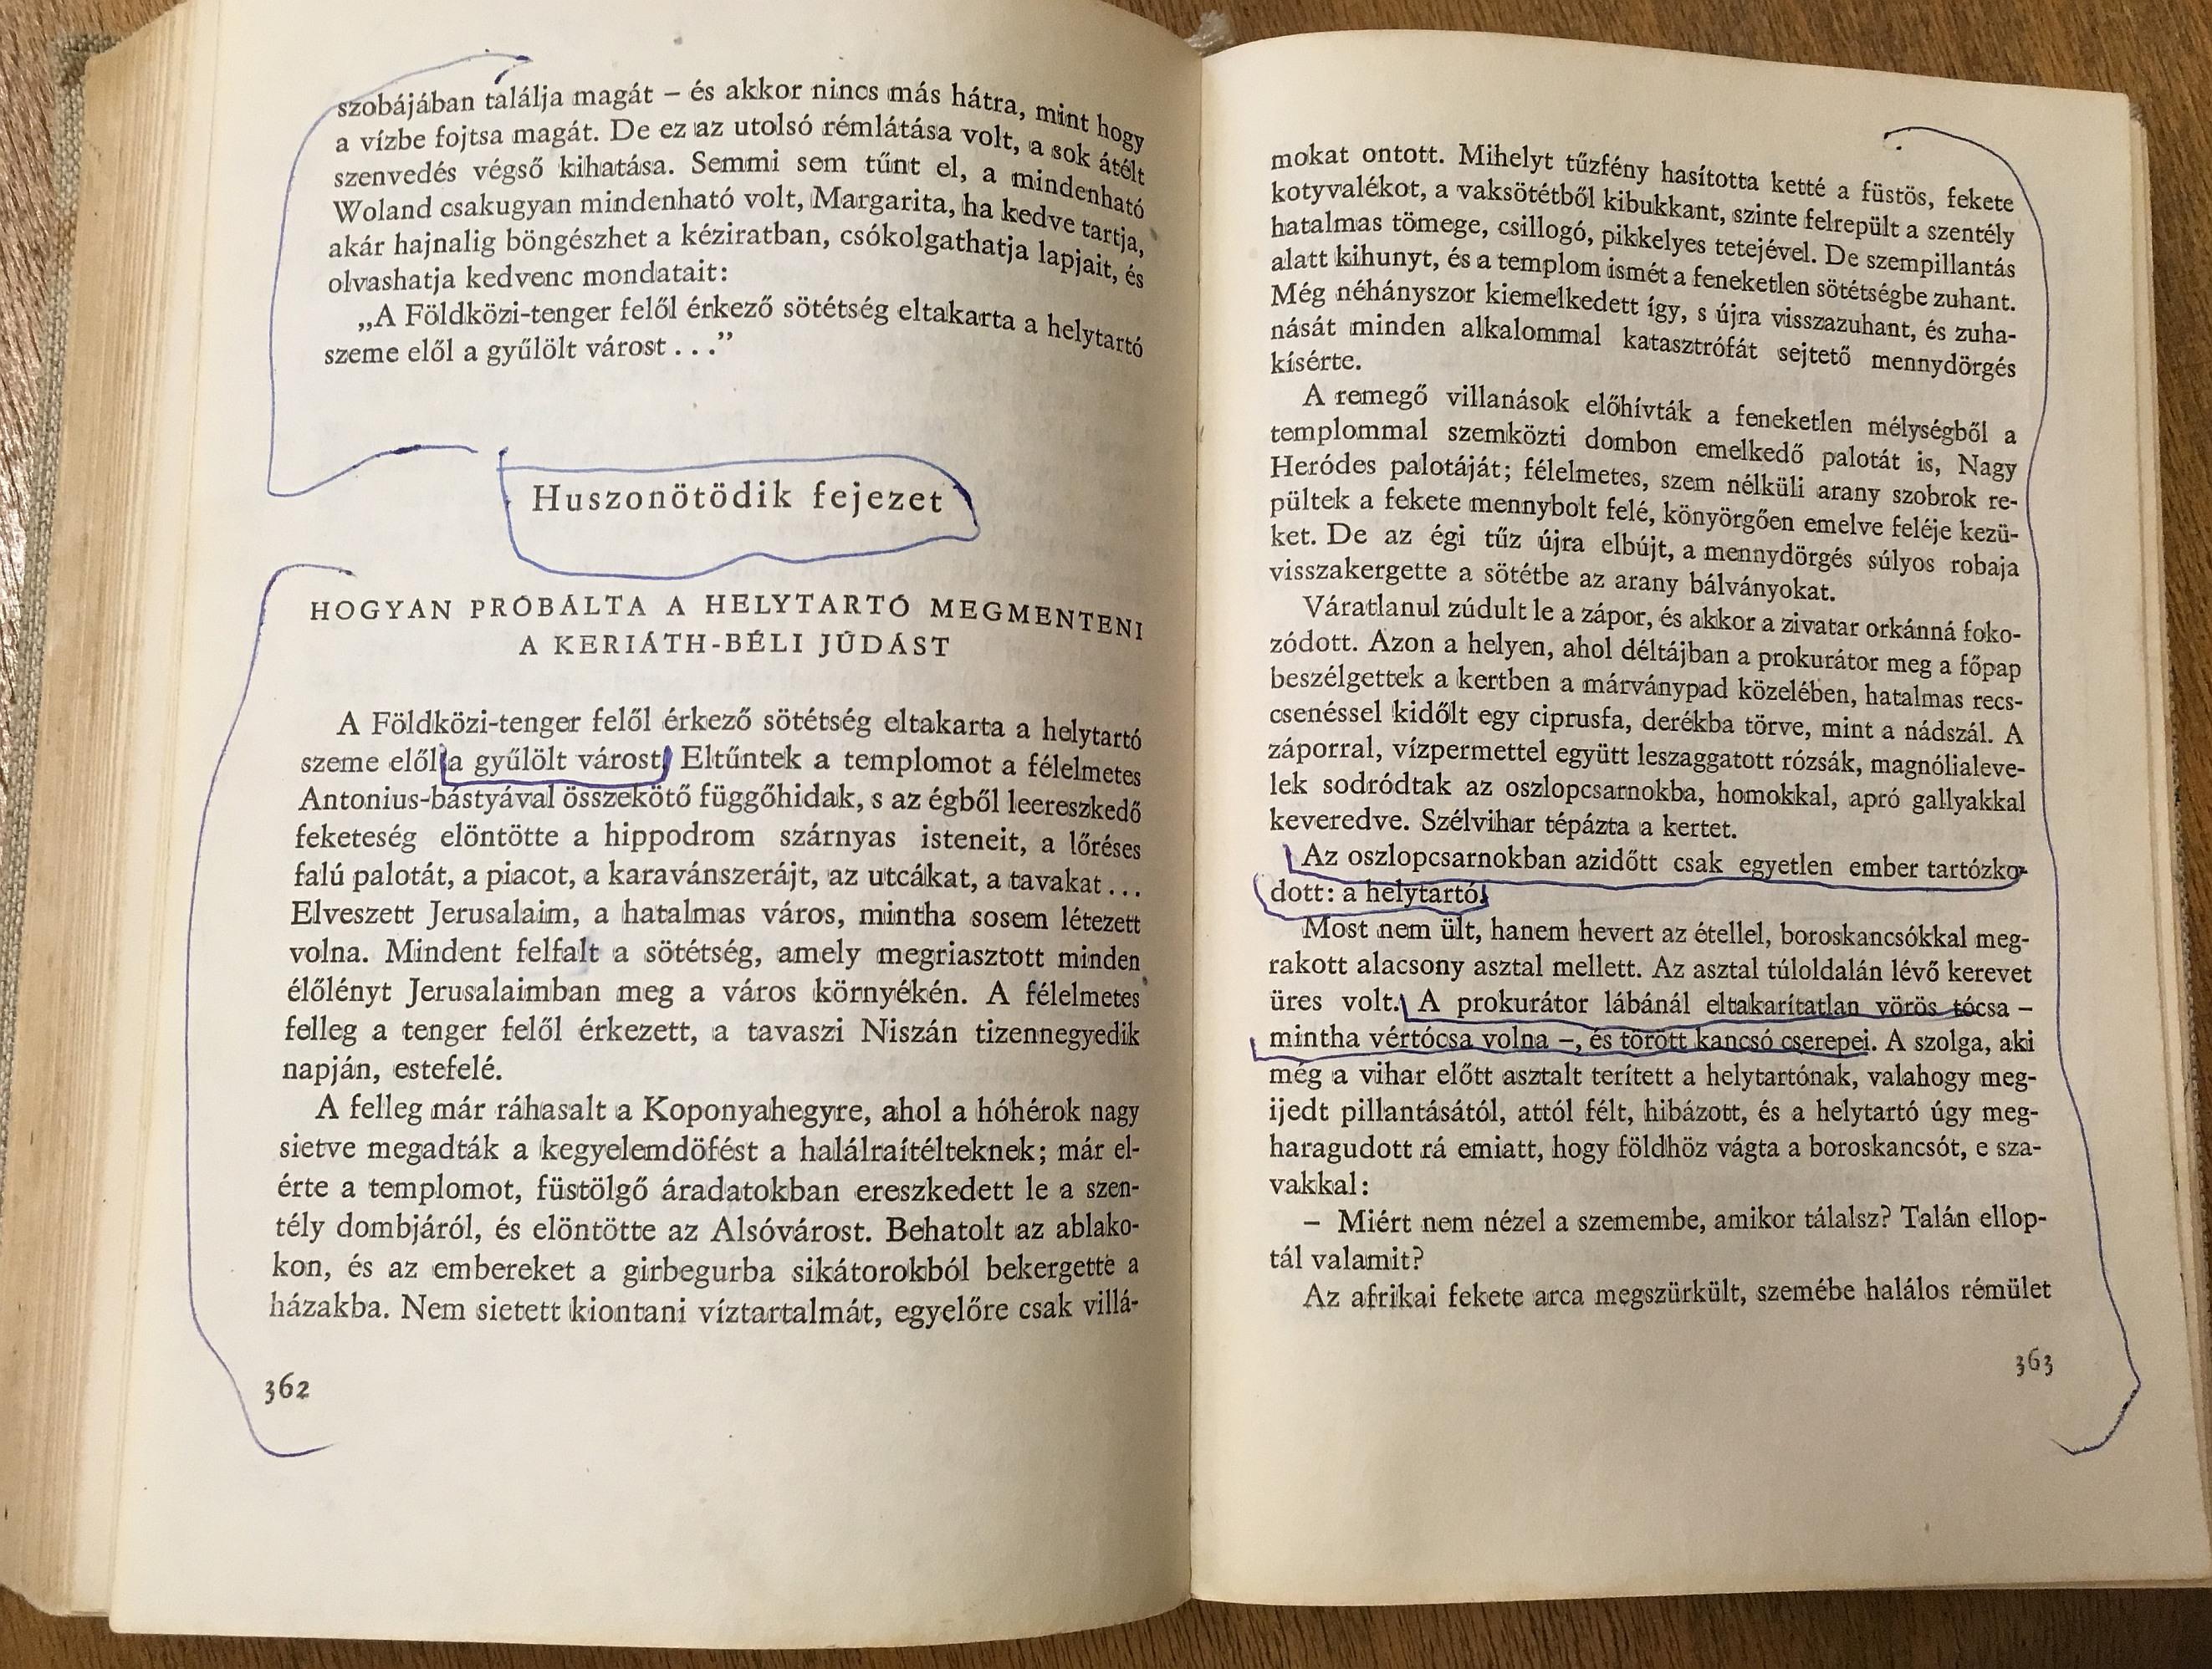 szobájában találja magát – és akkor nincs más hátra, mint hogy
a vízbe fojtsa magát. De ez az utolsó rémlátása volt, a sok átélt
szenvedés végső kihatása. Semmi sem tűnt el, a mindenható
Woland csakugyan mindenható volt, Margarita, ha kedve tartja,
akár hajnalig böngészhet a kéziratban, csókolgathatja lapjait, és
olvashatja kedvenc mondatait:
„A Földközi-tenger felől érkező sötétség eltakarta a helytartó
szeme elől a gyűlölt várost . . .”
Huszonötödik fejezet
HOGYAN PRÓBÁLTA A HELYTARTÓ MEGMENTENI
A KERIÁTH-BÉLI JÚDÁST
A Földközi-tenger felől érkező sötétség eltakarta a helytartó
szeme elől a gyűlölt várost. Eltűntek a templomot a félelmetes
Antonius-bástyával összekötő függőhidak, s az égből leereszkedő
feketeség elöntötte a hippodrom szárnyas isteneit, a lőréses
falú palotát, a piacot, a karavánszerájt, az utcákat, a tavakat . . .
Elveszett Jerusalaim, a hatalmas város, mintha sosem létezett
volna. Mindent felfalt a sötétség, amely megriasztott minden
élőlényt Jerusalaimban meg a város környékén. A félelmetes
felleg a tenger felől érkezett, a tavaszi Niszán tizennegyedik
napján, estefelé.
A felleg már ráhasalt a Koponyahegyre, ahol a hóhérok nagy
sietve megadták a kegyelemdöfést a halálraítélteknek; már el-
érte a templomot, füstölgő áradatokban ereszkedett le a szen-
tély dombjáról, és elöntötte az Alsóvárost. Behatolt az ablako-
kon, és az embereket a girbegurba sikátorokból bekergette a
házakba. Nem sietett kiontani víztartalmát, egyelőre csak villá-
362
mokat ontott. Mihelyt tűzfény hasította ketté a füstös, fekete
kotyvalékot, a vaksötétből kibukkant, szinte felrepült a szentély
hatalmas tömege, csillogó, pikkelyes tetejével. De szempillantás
alatt kihunyt, és a templom ismét a feneketlen sötétségbe zuhant.
Még néhányszor kiemelkedett így, s újra visszazuhant, és zuha-
nását minden alkalommal katasztrófát sejtető mennydörgés
kísérte.
A remegő villanások előhívták a feneketlen mélységből a
templommal szemközti dombon emelkedő palotát is, Nagy
Heródes palotáját; félelmetes, szem nélküli arany szobrok re-
pültek a fekete mennybolt felé, könyörgően emelve feléje kezü-
ket. De az égi tűz újra elbújt, a mennydörgés súlyos robaja
visszakergette a sötétbe az arany bálványokat.
Váratlanul zúdult le a zápor, és akkor a zivatar orkánná foko-
zódott. Azon a helyen, ahol déltájban a prokurátor meg a főpap
beszélgettek a kertben a márványpad közelében, hatalmas recs-
csenéssel kidőlt egy ciprusfa, derékba törve, mint a nádszál. A
záporral, vízpermettel együtt leszaggatott rózsák, magnólialeve-
lek sodródtak az oszlopcsarnokba, homokkal, apró gallyakkal
keveredve. Szélvihar tépázta a kertet.
Az oszlopcsarnokban azidőtt csak egyetlen ember tartózko-
dott: a helytartó.
Most nem ült, hanem hevert az étellel, boroskancsókkal meg-
rakott alacsony asztal mellett. Az asztal túloldalán lévő kerevet
üres volt. A prokurátor lábánál eltakarítatlan vörös tócsa –
mintha vértócsa volna –, és törött kancsó cserepei. A szolga, aki
még a vihar előtt asztalt terített a helytartónak, valahogy meg-
ijedt pillantásától, attól félt, hibázott, és a helytartó úgy meg-
haragudott rá emiatt, hogy földhöz vágta a boroskancsót, e sza-
vakkal:
– Miért nem nézel a szemembe, amikor tálalsz? Talán ellop-
tál valamit?
Az afrikai fekete arca megszürkült, szemébe halálos rémület
363